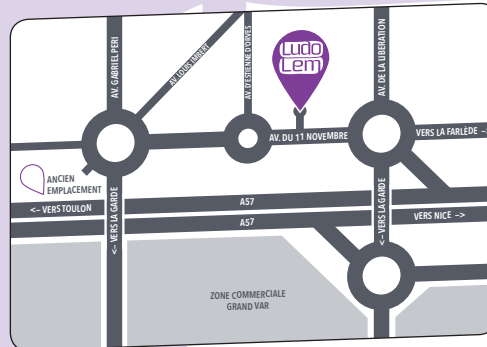 AV. GABRIEL PERI
AV. LOUIS IMBERT
AV. D'ESTIENNE D'ORVES
Ludo
Lem
AV. DE LA LIBERATION
AV. DU 11 NOVEMBRE
VERS LA FARLÈDE ->
ANCIEN
EMPLACEMENT
<- VERS TOULON
<- VERS LA GARDE
A57
A57
<- VERS LA GARDE
VERS NICE ->
ZONE COMMERCIALE
GRAND VAR